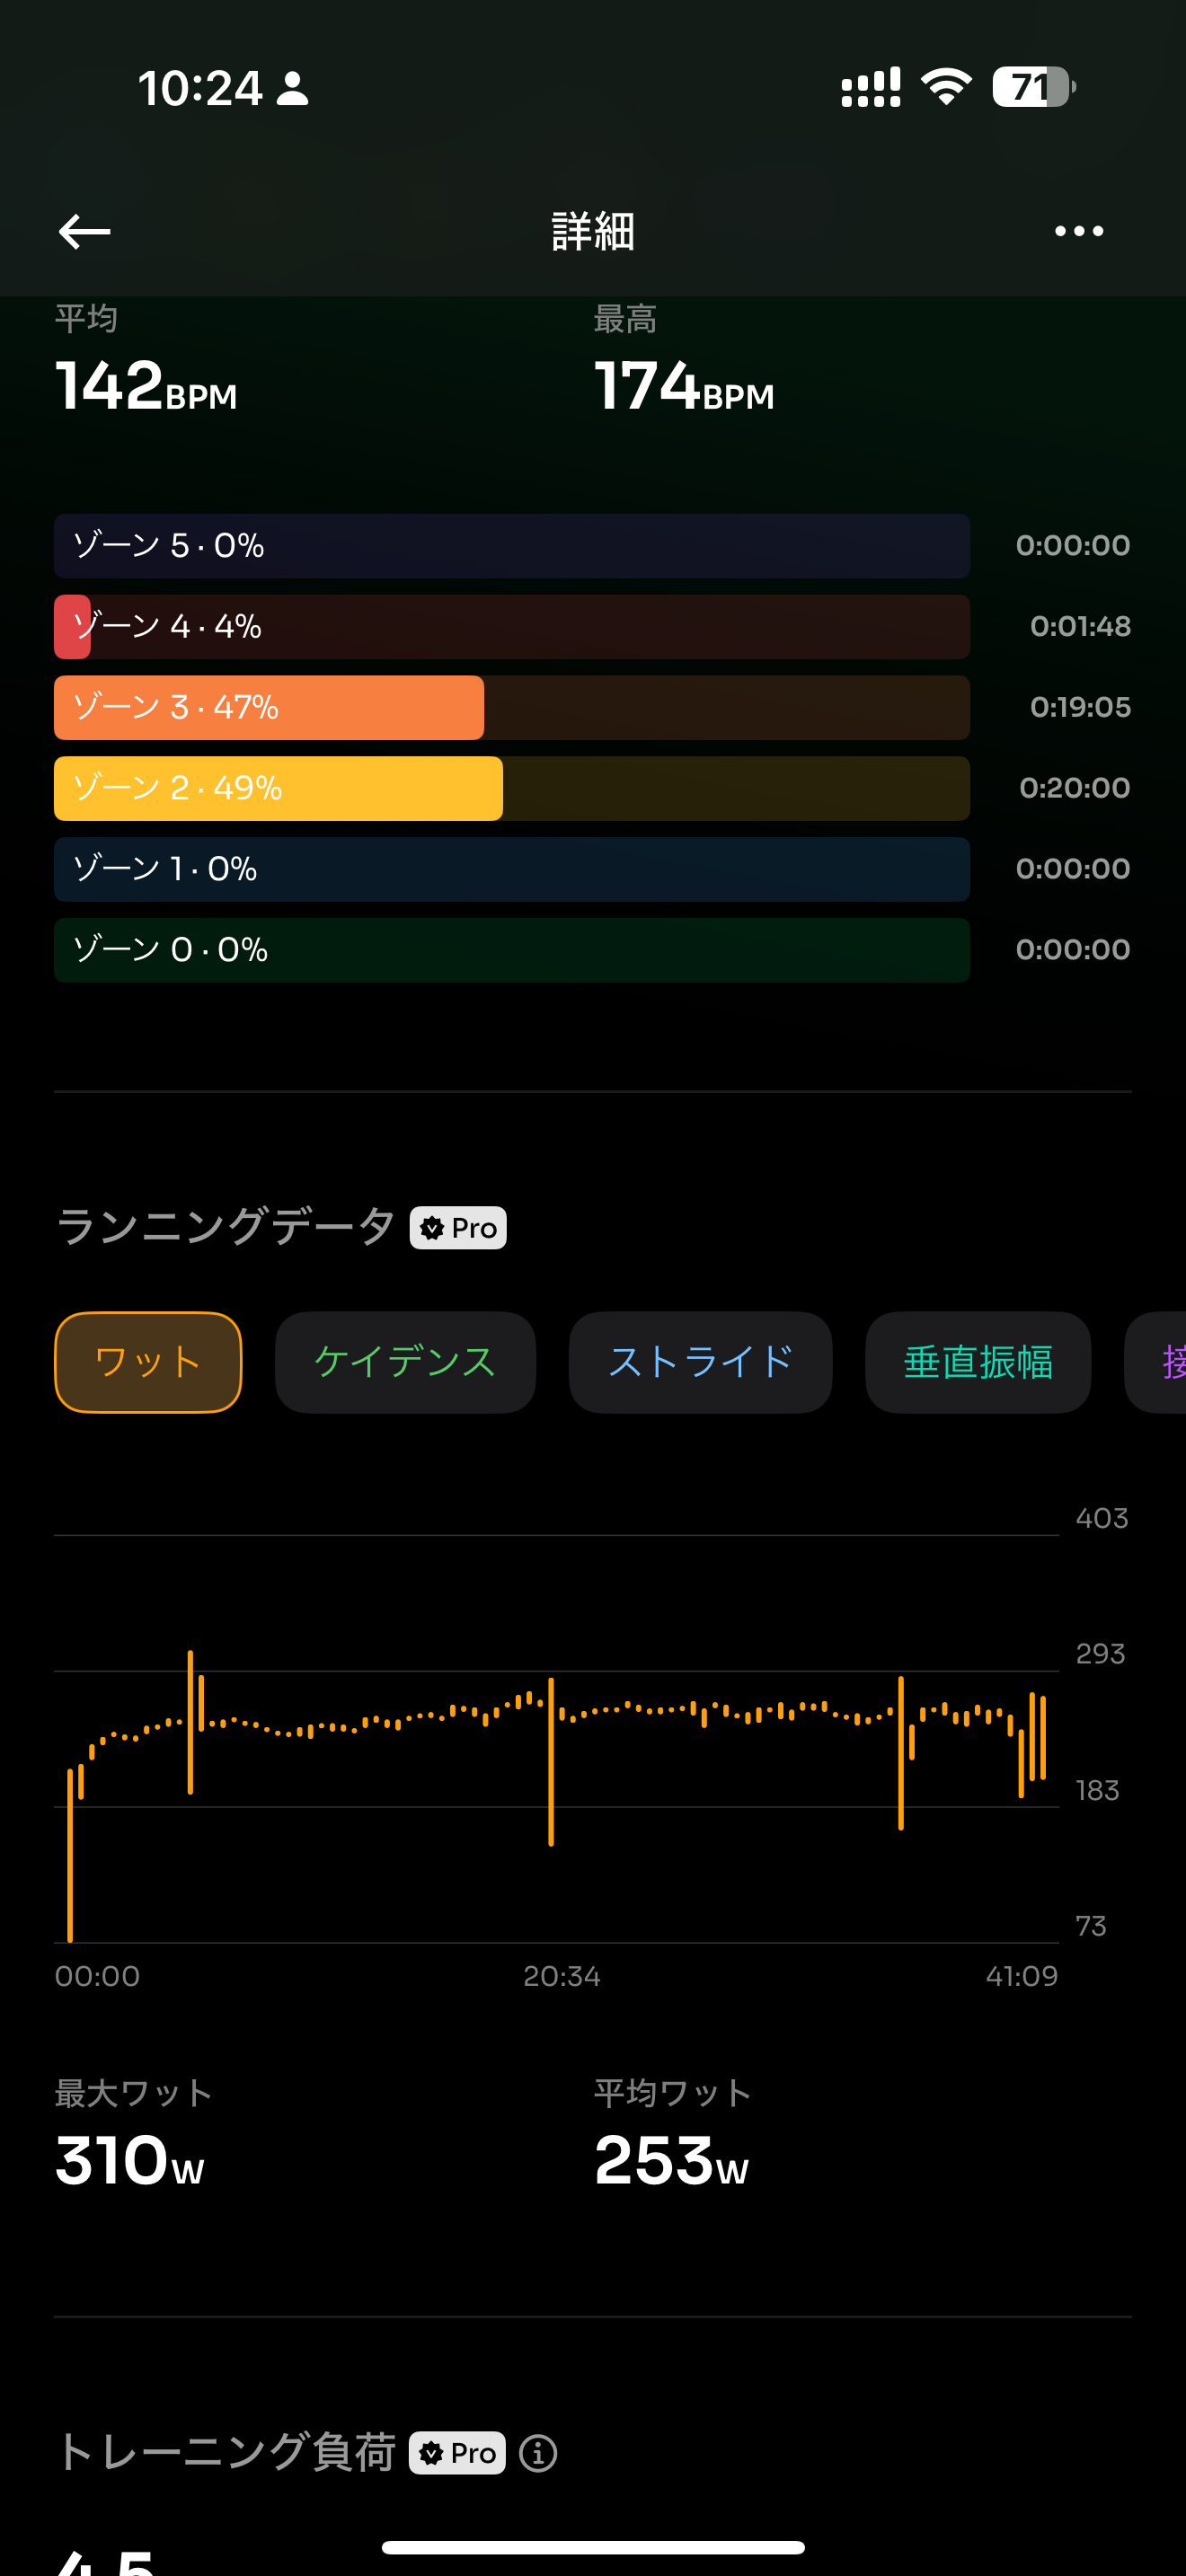 10:24
71
詳細
平均 最高
142BPM 174BPM
ゾーン 5 · 0% 0:00:00
ゾーン 4 · 4% 0:01:48
ゾーン 3 · 47% 0:19:05
ゾーン 2 · 49% 0:20:00
ゾーン 1 · 0% 0:00:00
ゾーン 0 · 0% 0:00:00
ランニングデータ Pro
ワット ケイデンス ストライド 垂直振幅 接
403
293
183
73
00:00 20:34 41:09
最大ワット 平均ワット
310W 253W
トレーニング負荷 Pro